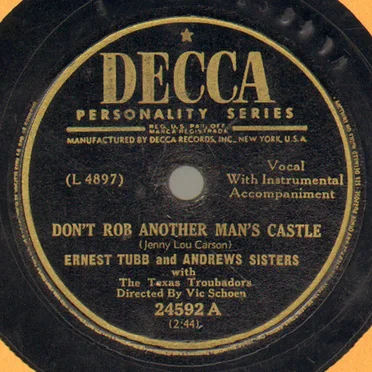 DECCA
PERSONALITY SERIES
REG. U.S. PAT. OFF.
MARCA REGISTRADA
MANUFACTURED BY DECCA RECORDS, INC., NEW YORK, U.S.A.
(L 4897)
Vocal
With Instrumental
Accompaniment
DON'T ROB ANOTHER MAN'S CASTLE
(Jenny Lou Carson)
ERNEST TUBB and ANDREWS SISTERS
with
The Texas Troubadors
Directed By Vic Schoen
24592 A
(2:44)